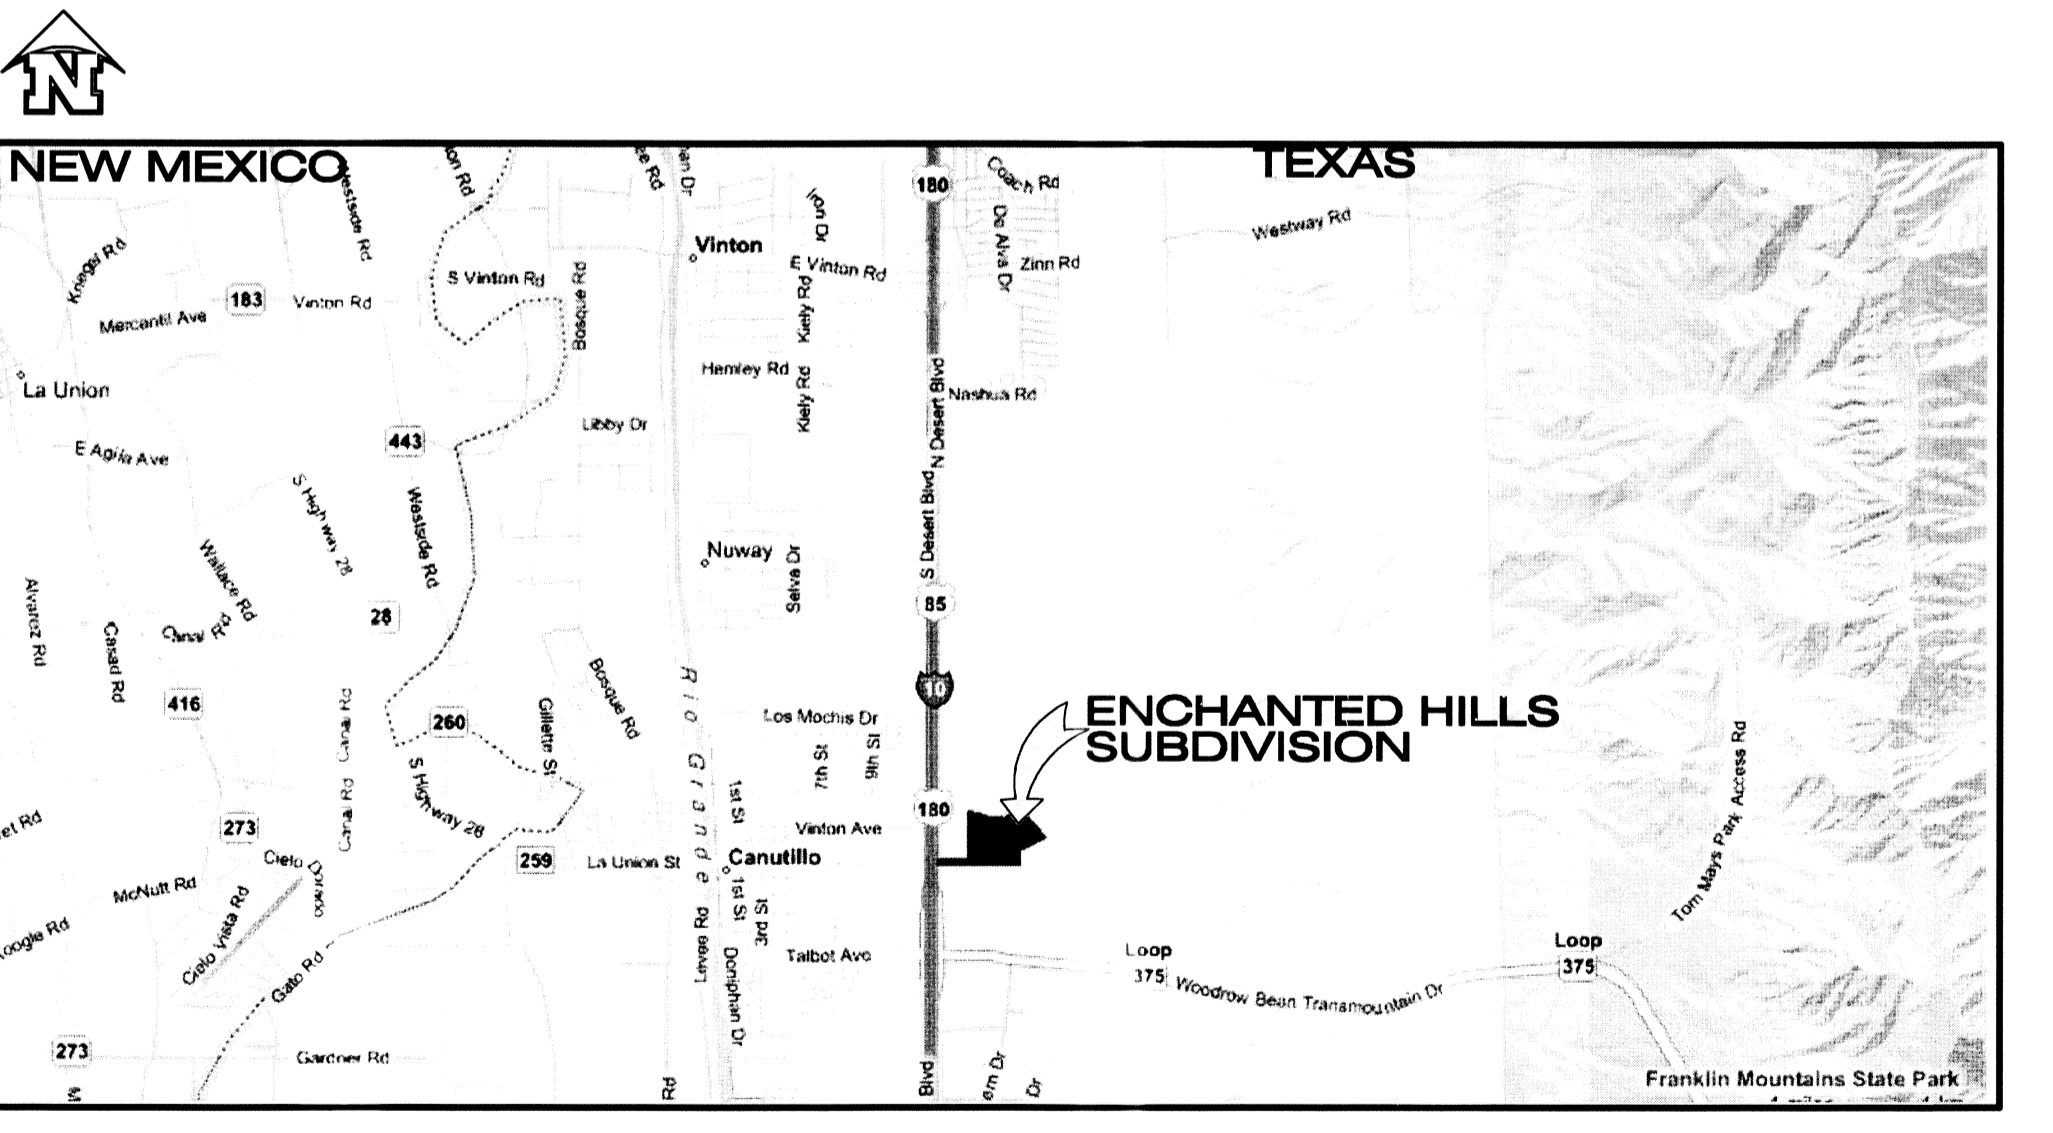 N
NEW MEXICO
TEXAS
Westside Rd
180
Coach Rd
De Alva Dr
Westway Rd
Kniegel Rd
Vinton
E Vinton Rd
Zinn Rd
S Vinton Rd
Bosque Rd
Kiely Rd
183
Vinton Rd
Mercantil Ave
La Union
Hemley Rd
Kiely Rd
N Desert Blvd
Nashua Rd
Libby Dr
443
E Agila Ave
S Highway 28
Westside Rd
S Desert Blvd
Wallace Rd
Nuway
Selva Dr
85
Alvarez Rd
Casad Rd
Canal Rd
28
Bosque Rd
Rio Grande
10
416
Canal Rd
260
Gillette St
Los Mochis Dr
7th St
9th St
ENCHANTED HILLS
SUBDIVISION
Tom Mays Park Access Rd
S Highway 28
Canal Rd
1st St
180
Vinton Ave
273
Cielo Dorado
259
La Union St
Canutillo
McNutt Rd
Cielo Vista Rd
1st St
3rd St
Levee Rd
Doniphan Dr
Talbot Ave
Gato Rd
Loop
375
Woodrow Bean Transmountain Dr
Loop
375
273
Gardner Rd
Rd
Blvd
Dr
Franklin Mountains State Park